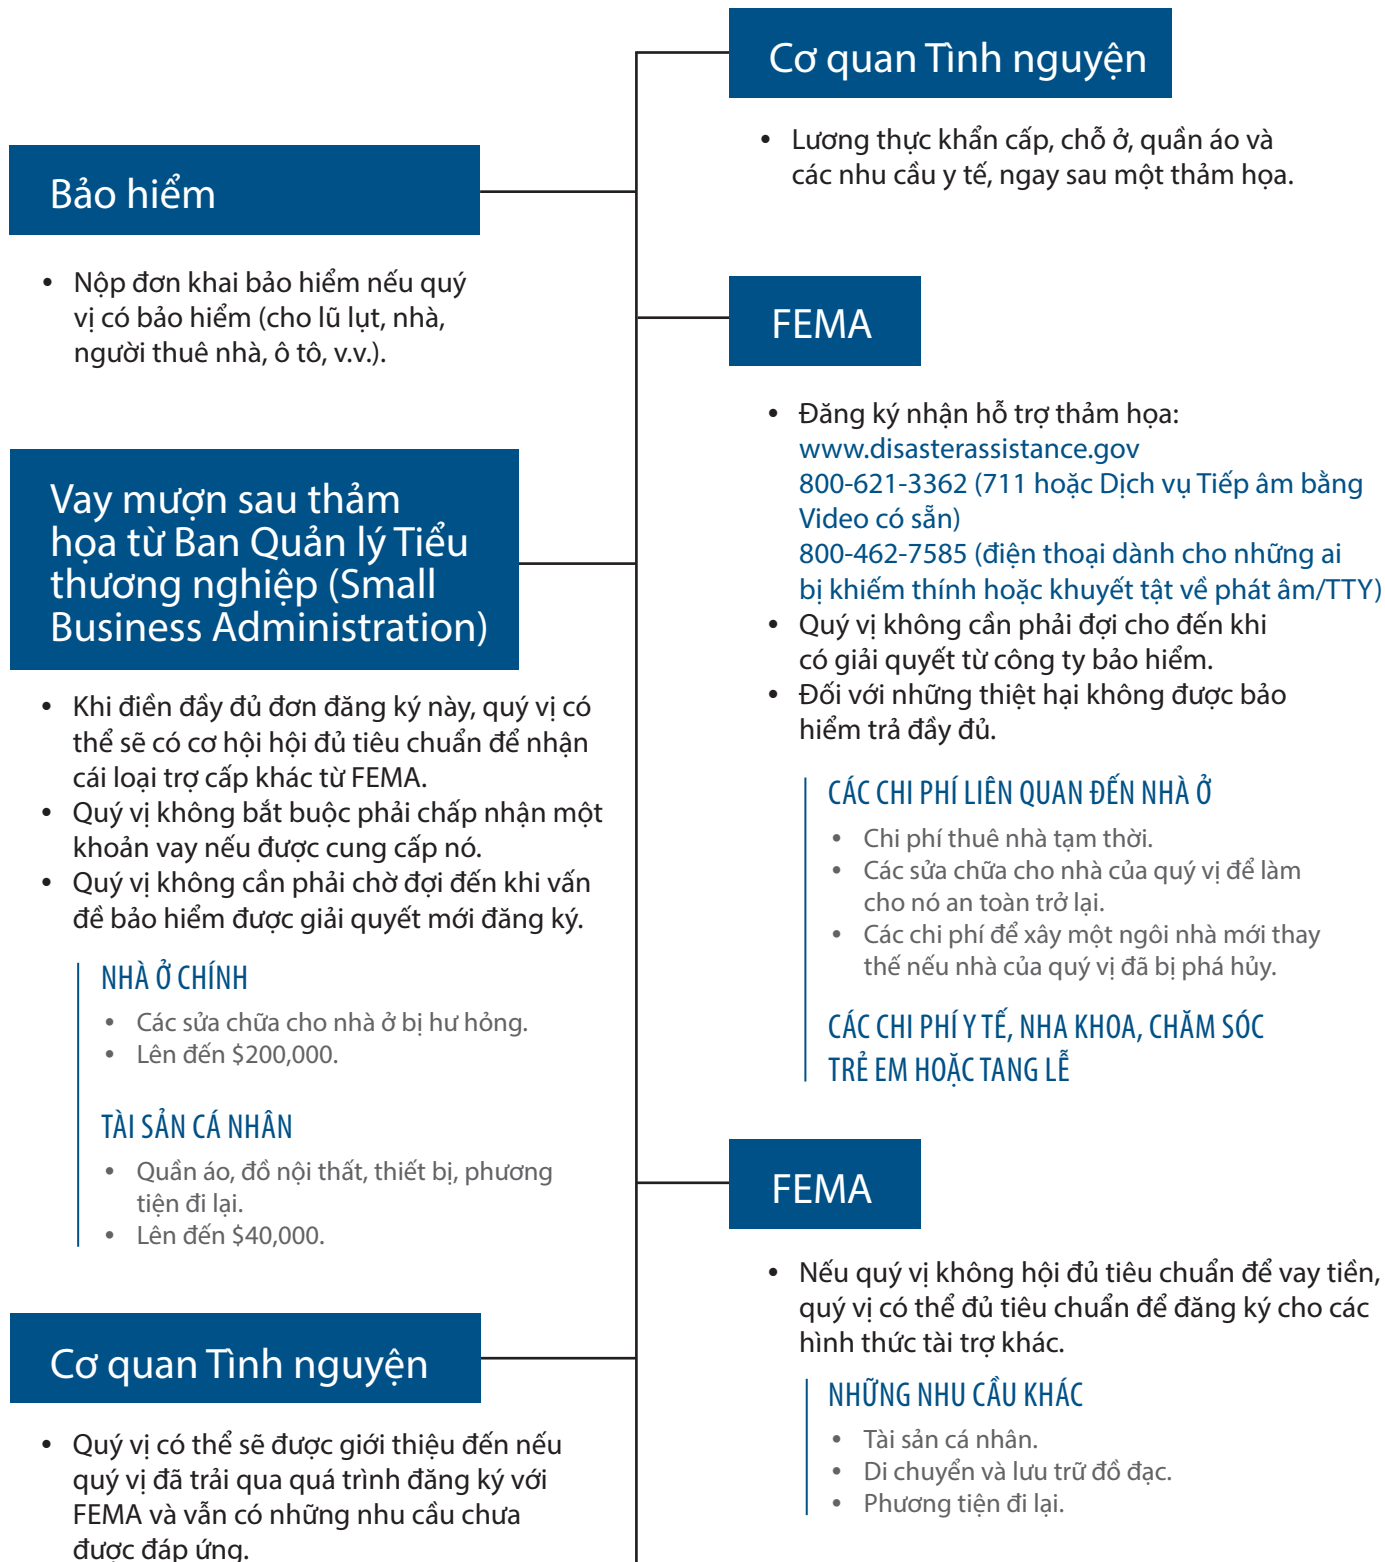 Cơ quan Tình nguyện
• Lương thực khẩn cấp, chỗ ở, quần áo và
các nhu cầu y tế, ngay sau một thảm họa.
Bảo hiểm
• Nộp đơn khai bảo hiểm nếu quý
vị có bảo hiểm (cho lũ lụt, nhà,
người thuê nhà, ô tô, v.v.).
FEMA
• Đăng ký nhận hỗ trợ thảm họa:
www.disasterassistance.gov
800-621-3362 (711 hoặc Dịch vụ Tiếp âm bằng
Video có sẵn)
800-462-7585 (điện thoại dành cho những ai
bị khiếm thính hoặc khuyết tật về phát âm/TTY)
• Quý vị không cần phải đợi cho đến khi
có giải quyết từ công ty bảo hiểm.
• Đối với những thiệt hại không được bảo
hiểm trả đầy đủ.
CÁC CHI PHÍ LIÊN QUAN ĐẾN NHÀ Ở
• Chi phí thuê nhà tạm thời.
• Các sửa chữa cho nhà của quý vị để làm
cho nó an toàn trở lại.
• Các chi phí để xây một ngôi nhà mới thay
thế nếu nhà của quý vị đã bị phá hủy.
CÁC CHI PHÍ Y TẾ, NHA KHOA, CHĂM SÓC
TRẺ EM HOẶC TANG LỄ
Vay mượn sau thảm
họa từ Ban Quản lý Tiểu
thương nghiệp (Small
Business Administration)
• Khi điền đầy đủ đơn đăng ký này, quý vị có
thể sẽ có cơ hội hội đủ tiêu chuẩn để nhận
cái loại trợ cấp khác từ FEMA.
• Quý vị không bắt buộc phải chấp nhận một
khoản vay nếu được cung cấp nó.
• Quý vị không cần phải chờ đợi đến khi vấn
đề bảo hiểm được giải quyết mới đăng ký.
NHÀ Ở CHÍNH
• Các sửa chữa cho nhà ở bị hư hỏng.
• Lên đến $200,000.
TÀI SẢN CÁ NHÂN
• Quần áo, đồ nội thất, thiết bị, phương
tiện đi lại.
• Lên đến $40,000.
FEMA
• Nếu quý vị không hội đủ tiêu chuẩn để vay tiền,
quý vị có thể đủ tiêu chuẩn để đăng ký cho các
hình thức tài trợ khác.
NHỮNG NHU CẦU KHÁC
• Tài sản cá nhân.
• Di chuyển và lưu trữ đồ đạc.
• Phương tiện đi lại.
Cơ quan Tình nguyện
• Quý vị có thể sẽ được giới thiệu đến nếu
quý vị đã trải qua quá trình đăng ký với
FEMA và vẫn có những nhu cầu chưa
được đáp ứng.